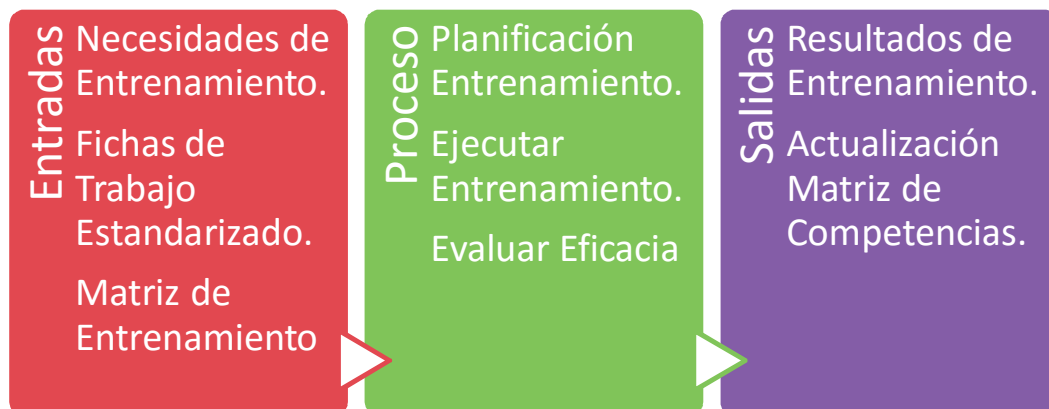 Entradas
Necesidades de
Entrenamiento.
Fichas de
Trabajo
Estandarizado.
Matriz de
Entrenamiento
Proceso
Planificación
Entrenamiento.
Ejecutar
Entrenamiento.
Evaluar Eficacia
Salidas
Resultados de
Entrenamiento.
Actualización
Matriz de
Competencias.